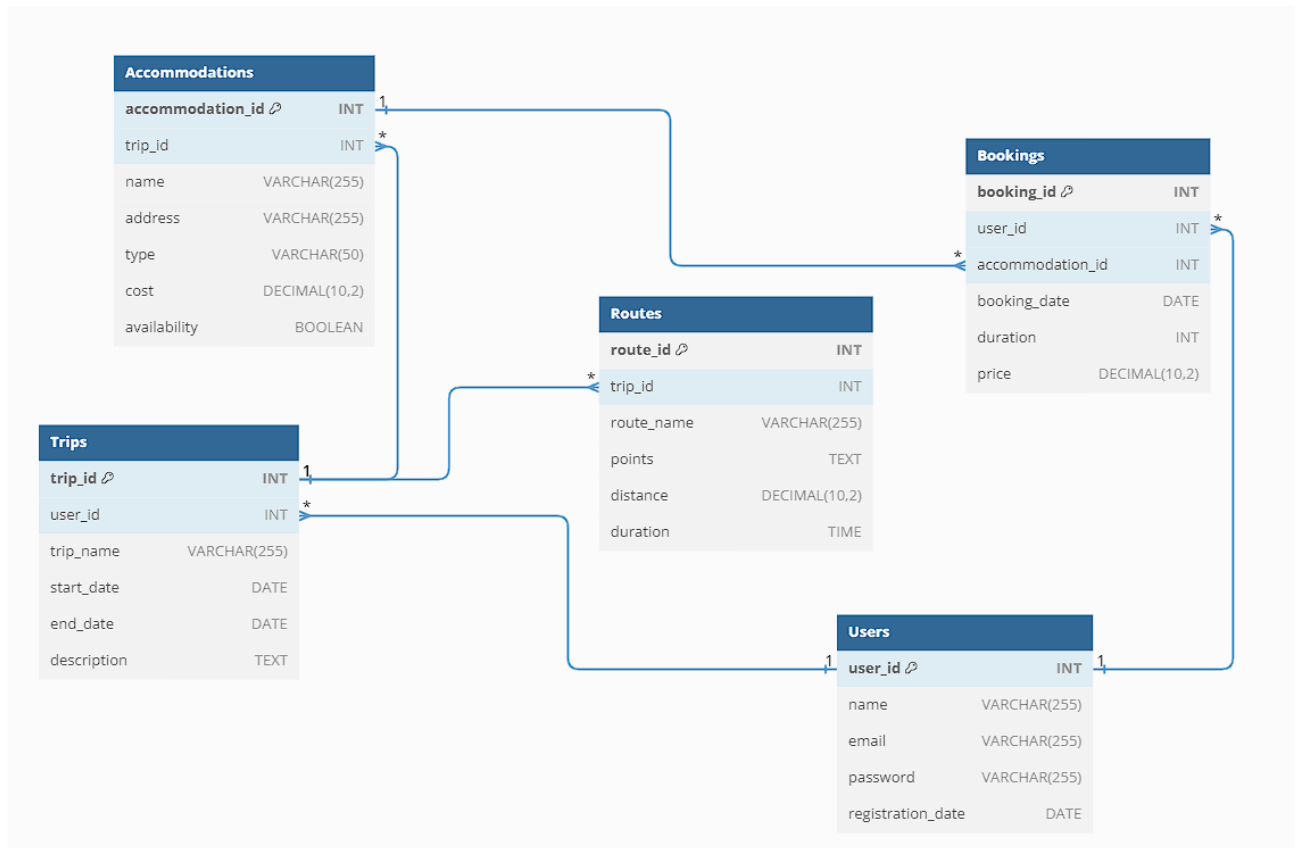 Accommodations
accommodation_id INT 1
trip_id INT *
name VARCHAR(255)
address VARCHAR(255)
type VARCHAR(50)
cost DECIMAL(10,2)
availability BOOLEAN
Bookings
booking_id INT
user_id INT *
* accommodation_id INT
booking_date DATE
duration INT
price DECIMAL(10,2)
Routes
route_id INT
* trip_id INT
route_name VARCHAR(255)
points TEXT
distance DECIMAL(10,2)
duration TIME
Trips
trip_id INT 1
user_id INT *
trip_name VARCHAR(255)
start_date DATE
end_date DATE
description TEXT
Users
1 user_id INT 1
name VARCHAR(255)
email VARCHAR(255)
password VARCHAR(255)
registration_date DATE